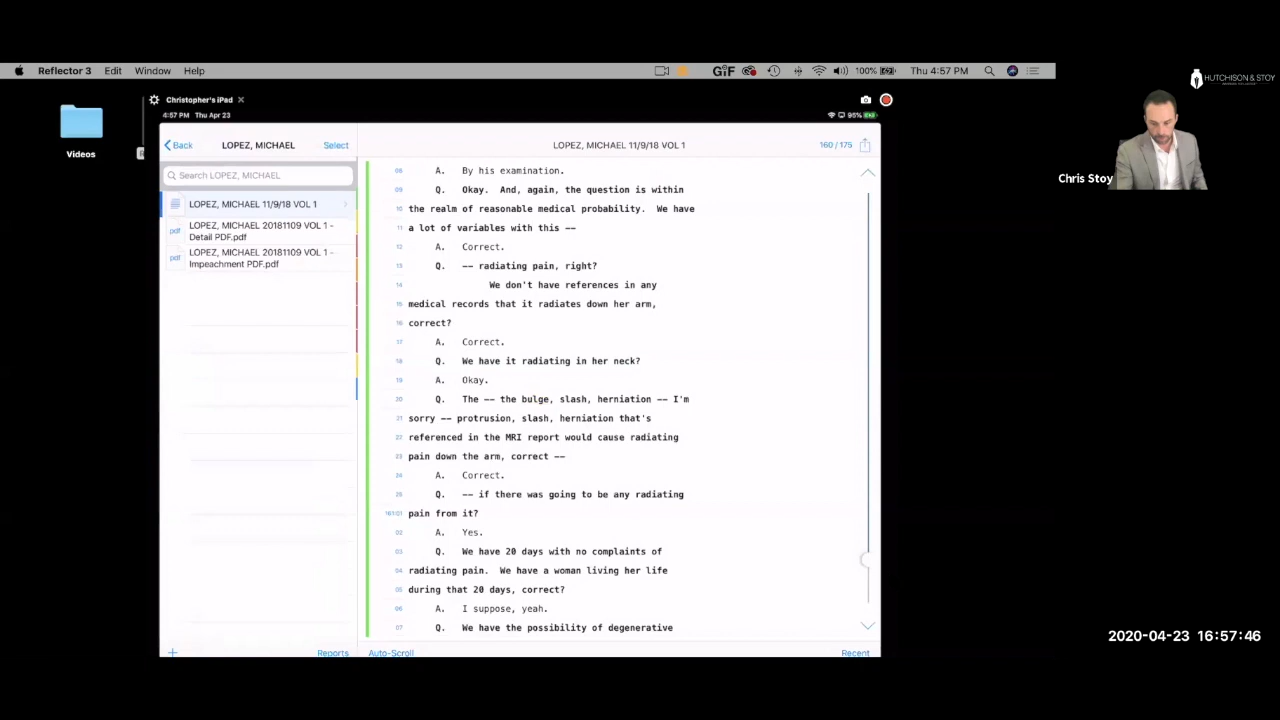 Reflector 3 Edit Window Help
GIF 100% Thu 4:57 PM
HUTCHISON & STOY
Christopher's iPad
4:57 PM Thu Apr 23
95%
Videos
Back LOPEZ, MICHAEL Select
LOPEZ, MICHAEL 11/9/18 VOL 1
160 / 175
Search LOPEZ, MICHAEL
LOPEZ, MICHAEL 11/9/18 VOL 1
pdf LOPEZ, MICHAEL 20181109 VOL 1 -
Detail PDF.pdf
pdf LOPEZ, MICHAEL 20181109 VOL 1 -
Impeachment PDF.pdf
08 A. By his examination.
09 Q. Okay. And, again, the question is within
10 the realm of reasonable medical probability. We have
11 a lot of variables with this --
12 A. Correct.
13 Q. -- radiating pain, right?
14 We don't have references in any
15 medical records that it radiates down her arm,
16 correct?
17 A. Correct.
18 Q. We have it radiating in her neck?
19 A. Okay.
20 Q. The -- the bulge, slash, herniation -- I'm
21 sorry -- protrusion, slash, herniation that's
22 referenced in the MRI report would cause radiating
23 pain down the arm, correct --
24 A. Correct.
25 Q. -- if there was going to be any radiating
161:01 pain from it?
02 A. Yes.
03 Q. We have 20 days with no complaints of
04 radiating pain. We have a woman living her life
05 during that 20 days, correct?
06 A. I suppose, yeah.
07 Q. We have the possibility of degenerative
Reports
Auto-Scroll
Recent
Chris Stoy
2020-04-23 16:57:46